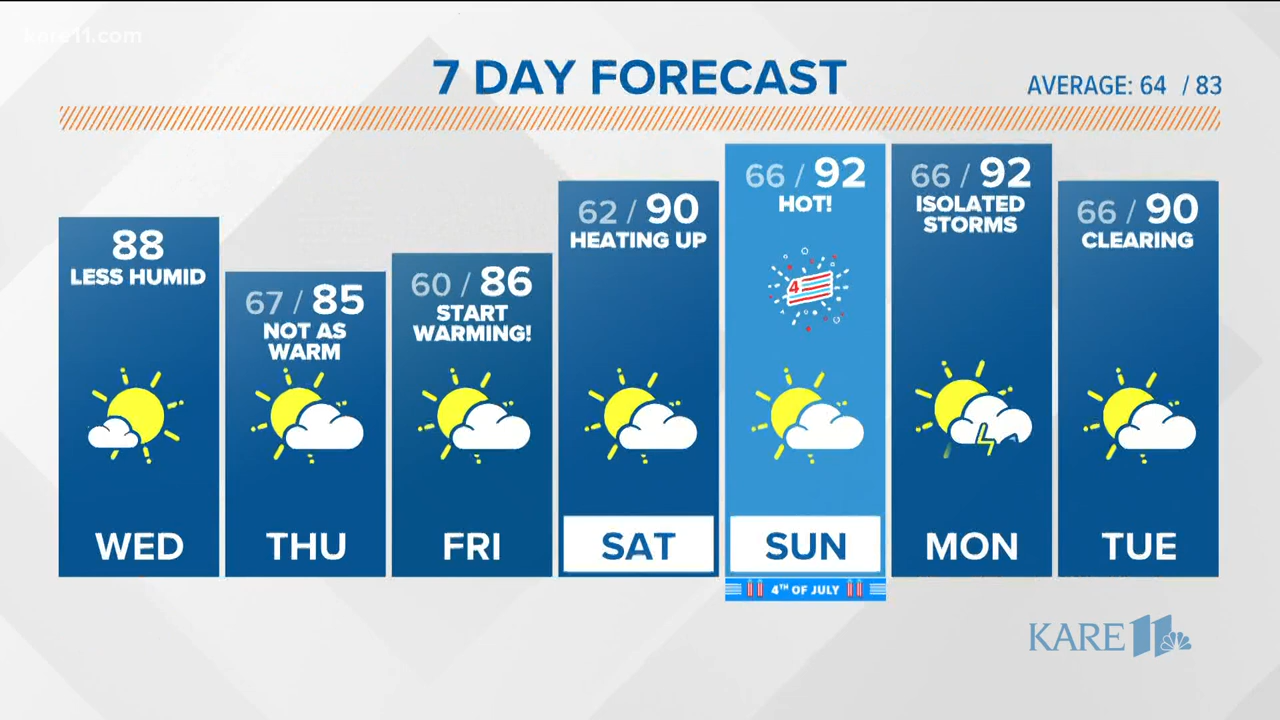 kare11.com
7 DAY FORECAST
AVERAGE: 64 / 83
88
LESS HUMID
WED
67 / 85
NOT AS
WARM
THU
60 / 86
START
WARMING!
FRI
62 / 90
HEATING UP
SAT
66 / 92
HOT!
4
SUN
4TH OF JULY
66 / 92
ISOLATED
STORMS
MON
66 / 90
CLEARING
TUE
KARE 11